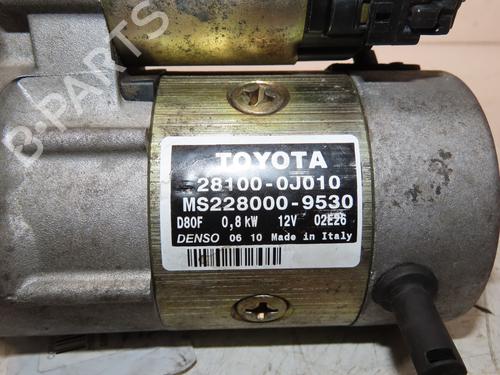 B-PARTS
TOYOTA
28100-0J010
MS228000-9530
D80F 0,8 kW 12V 02E26
DENSO 06 10 Made in Italy